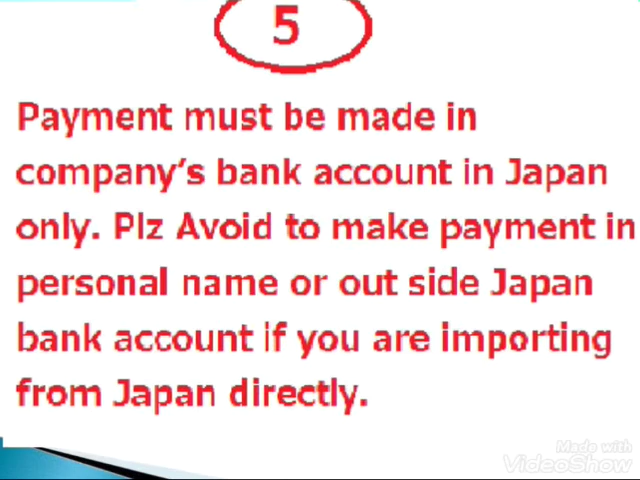 5
Payment must be made in
company's bank account in Japan
only. Plz Avoid to make payment in
personal name or out side Japan
bank account if you are importing
from Japan directly.
Made with
VideoShow